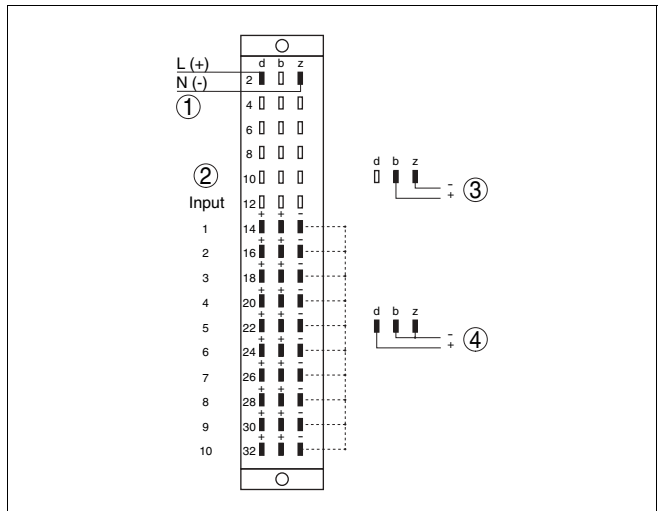 L (+)
N (-)
①
d b z
2
4
6
8
②
10
Input
12
+ + -
1 14
+ + -
2 16
+ + -
3 18
+ + -
4 20
+ + -
5 22
+ + -
6 24
+ + -
7 26
+ + -
8 28
+ + -
9 30
+ + -
10 32
d b z
-
+
③
d b z
-
+
④